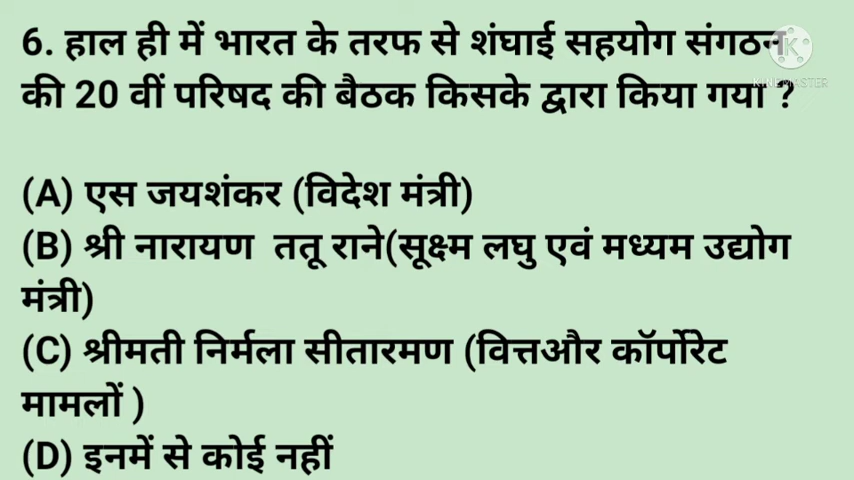 6. हाल ही में भारत के तरफ से शंघाई सहयोग संगठन
की 20 वीं परिषद की बैठक किसके द्वारा किया गया ?
(A) एस जयशंकर (विदेश मंत्री)
(B) श्री नारायण ततू राने(सूक्ष्म लघु एवं मध्यम उद्योग
मंत्री)
(C) श्रीमती निर्मला सीतारमण (वित्तऔर कॉर्पोरेट
मामलों )
(D) इनमें से कोई नहीं
K
KINEMASTER